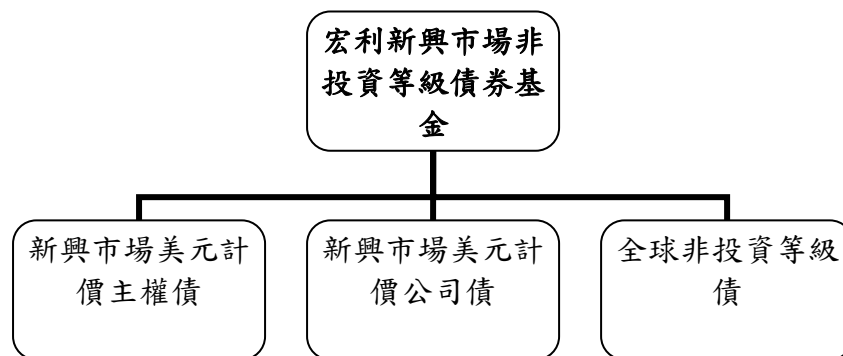 宏利新興市場非
投資等級債券基
金
新興市場美元計
價主權債
新興市場美元計
價公司債
全球非投資等級
債